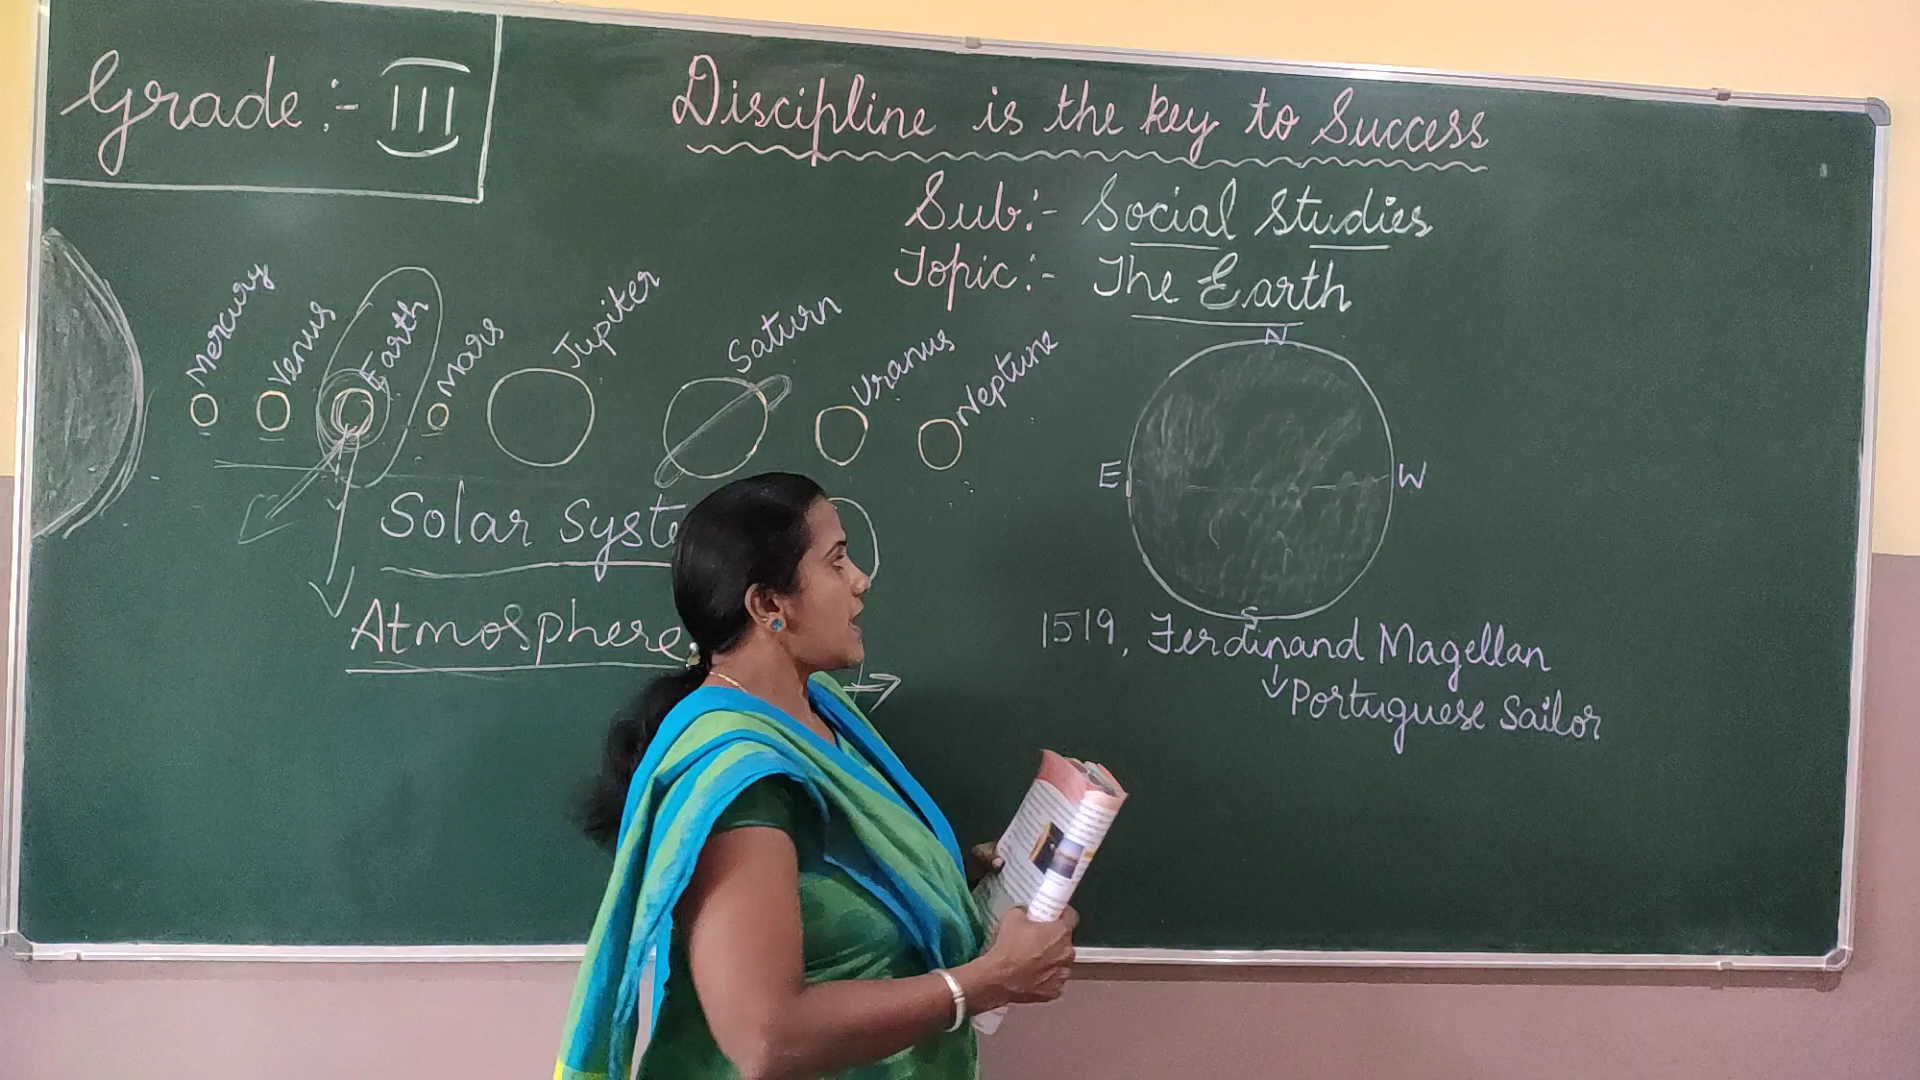 Grade:- III
Discipline is the key to Success
Sub:- Social Studies
Topic:- The Earth
Mercury
Venus
Earth
Mars
Jupiter
Saturn
Uranus
Neptune
N
E
W
S
Solar Syste
Atmosphere
1519, Ferdinand Magellan
Portuguese Sailor